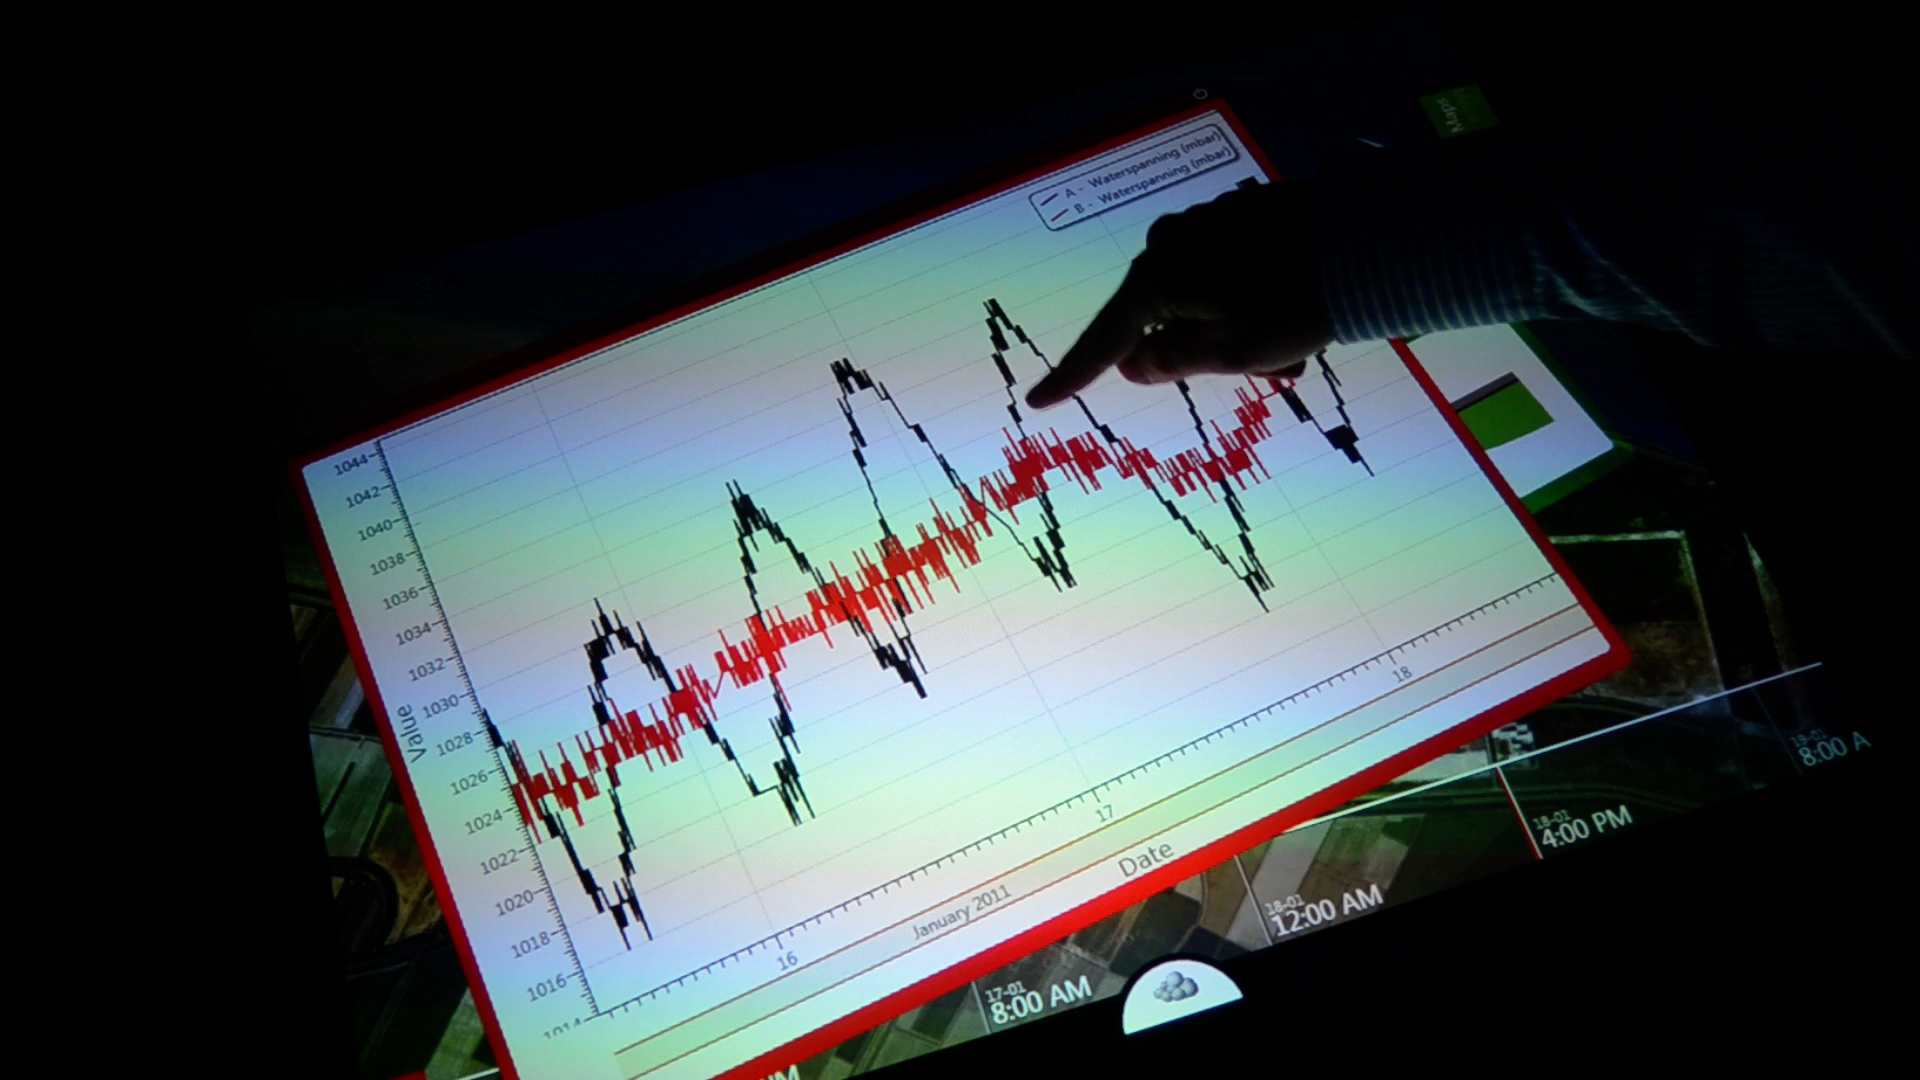 Maps
A - Waterspanning (mbar)
B - Waterspanning (mbar)
1044
1042
1040
1038
1036
1034
1032
1030
1028
1026
1024
1022
1020
1018
1016
1014
Value
16
17
18
January 2011
Date
17-01
8:00 AM
18-01
12:00 AM
18-01
4:00 PM
19-01
8:00 A